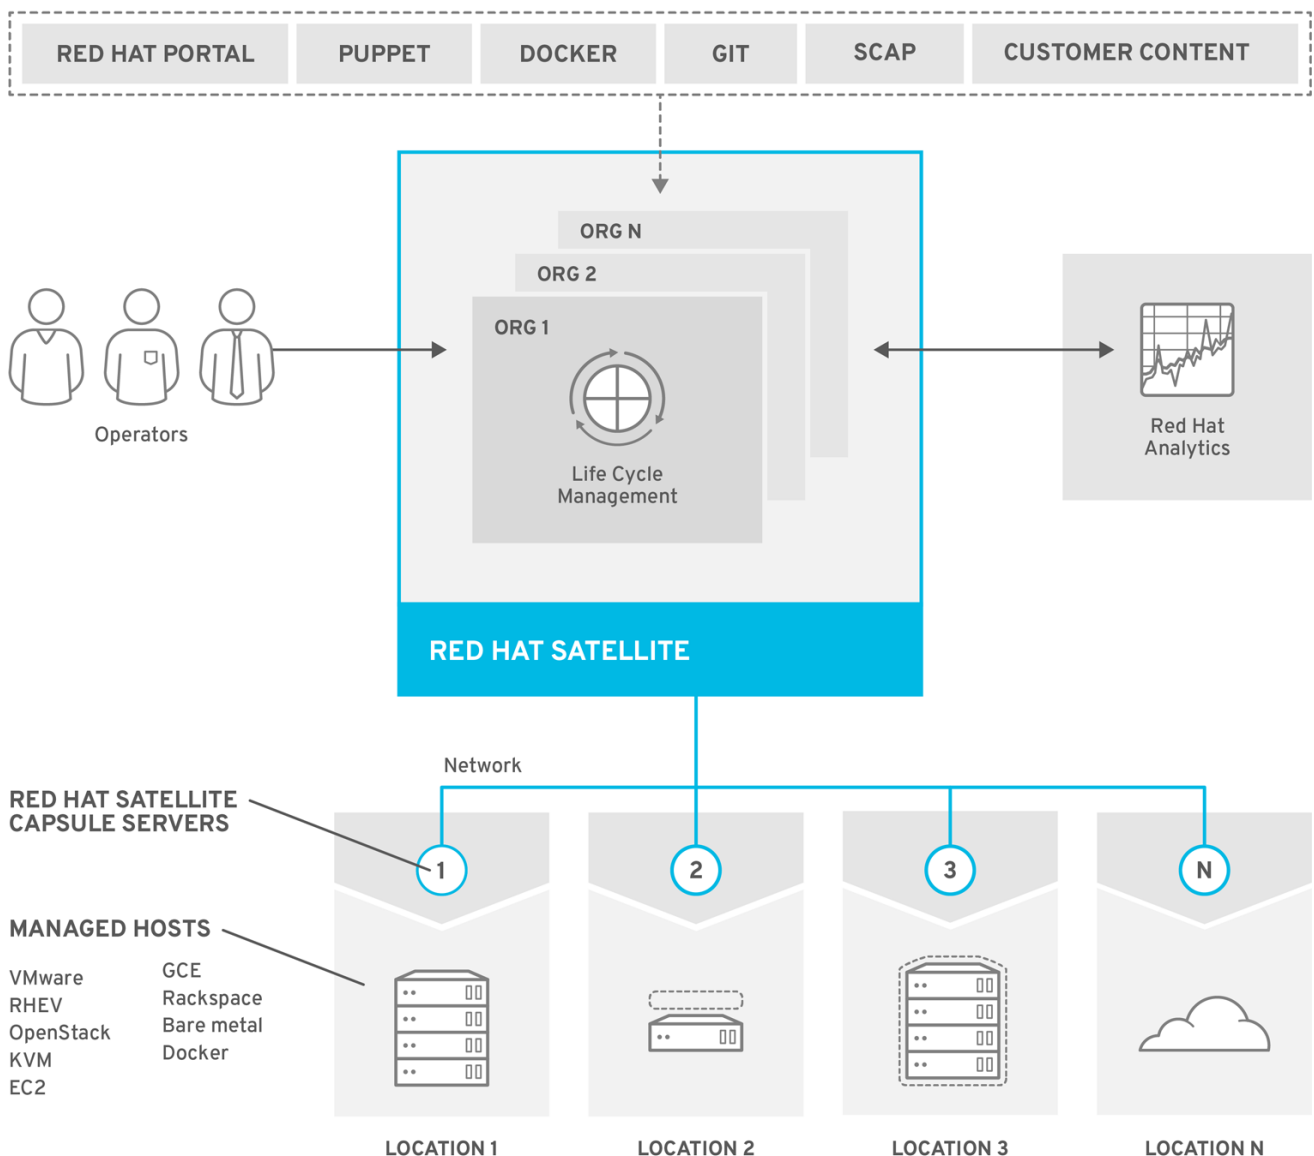 RED HAT PORTAL
PUPPET
DOCKER
GIT
SCAP
CUSTOMER CONTENT
ORG N
ORG 2
ORG 1
Life Cycle
Management
Operators
Red Hat
Analytics
RED HAT SATELLITE
Network
RED HAT SATELLITE
CAPSULE SERVERS
1
2
3
N
MANAGED HOSTS
VMware
RHEV
OpenStack
KVM
EC2
GCE
Rackspace
Bare metal
Docker
LOCATION 1
LOCATION 2
LOCATION 3
LOCATION N